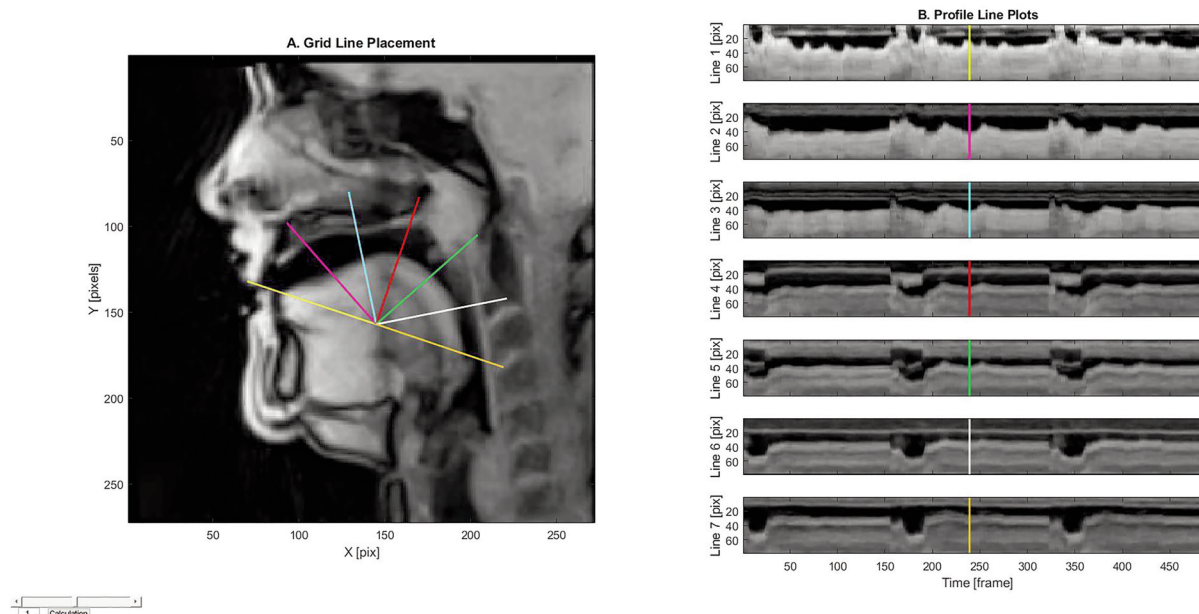 A. Grid Line Placement
Y [pixels]
50
100
150
200
250
50 100 150 200 250
X [pix]
1 Calculation
B. Profile Line Plots
Line 1 [pix]
20
40
60
Line 2 [pix]
20
40
60
Line 3 [pix]
20
40
60
Line 4 [pix]
20
40
60
Line 5 [pix]
20
40
60
Line 6 [pix]
20
40
60
Line 7 [pix]
20
40
60
50 100 150 200 250 300 350 400 450
Time [frame]